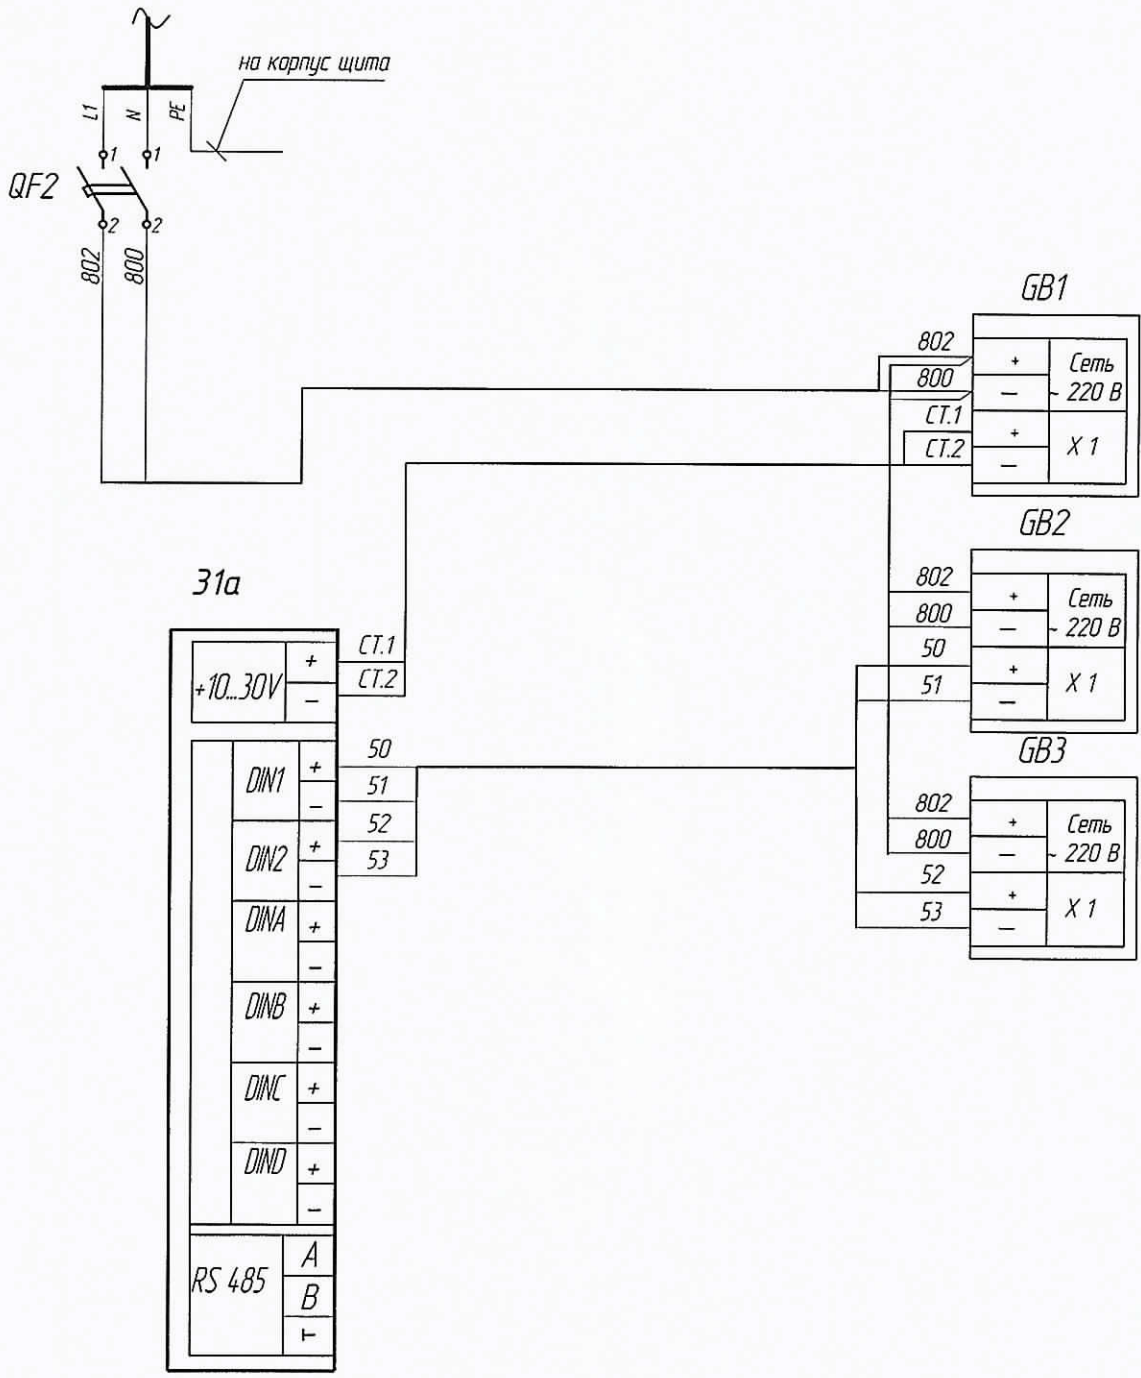 на корпус щита
L1
N
PE
1
1
QF2
2
2
802
800
GB1
802
+
Сеть
800
—
~ 220 В
СТ.1
+
X 1
СТ.2
—
GB2
802
+
Сеть
800
—
~ 220 В
50
+
X 1
51
—
GB3
802
+
Сеть
800
—
~ 220 В
52
+
X 1
53
—
31а
+10...30V
+
СТ.1
—
СТ.2
DIN1
+
50
—
51
DIN2
+
52
—
53
DINA
+
—
DINB
+
—
DINC
+
—
DIND
+
—
RS 485
A
B
⊢